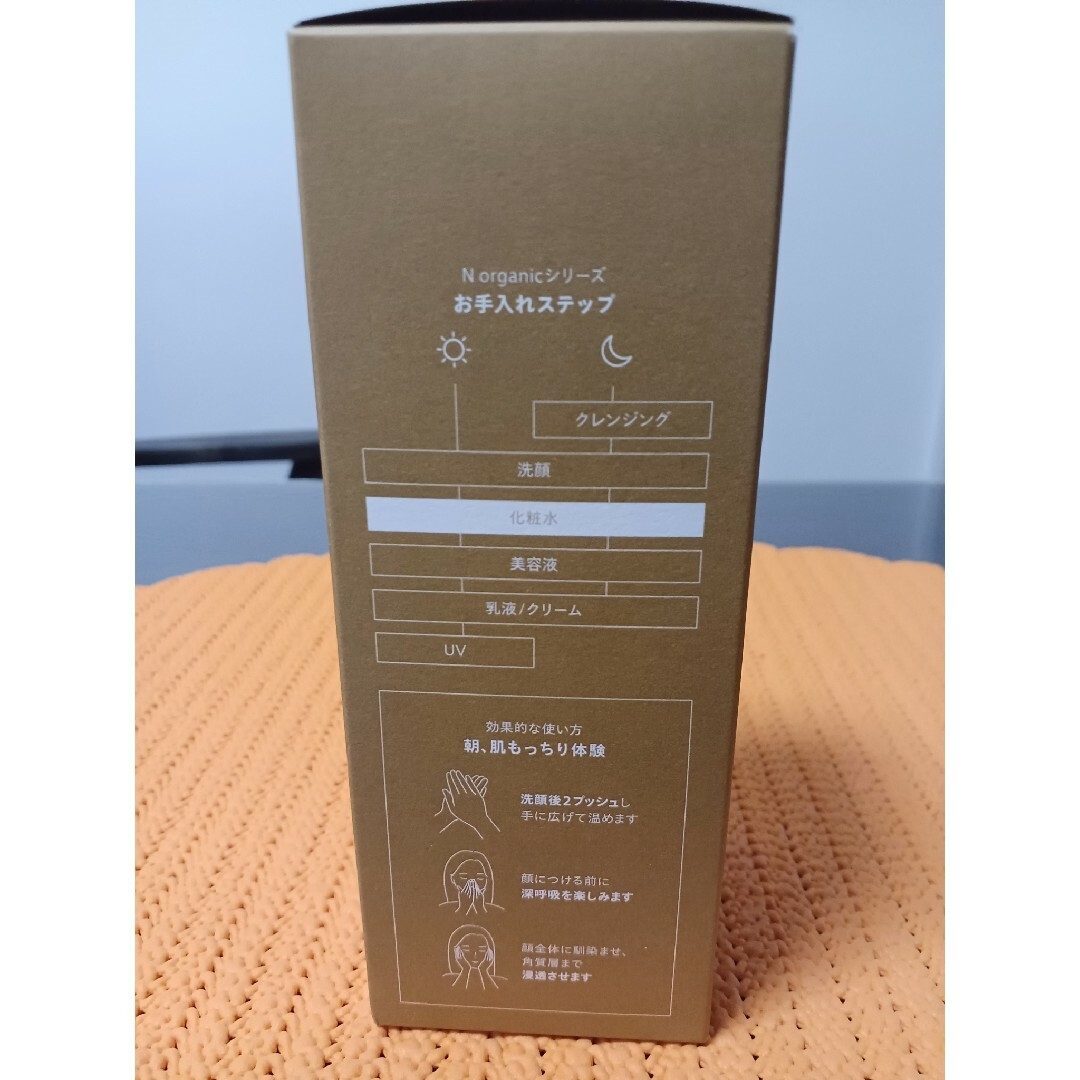 N organicシリーズ
お手入れステップ
クレンジング
洗顔
化粧水
美容液
乳液/クリーム
UV
効果的な使い方
朝、肌もっちり体験
洗顔後2プッシュし
手に広げて温めます
顔につける前に
深呼吸を楽しみます
顔全体に馴染ませ、
角質層まで
浸透させます